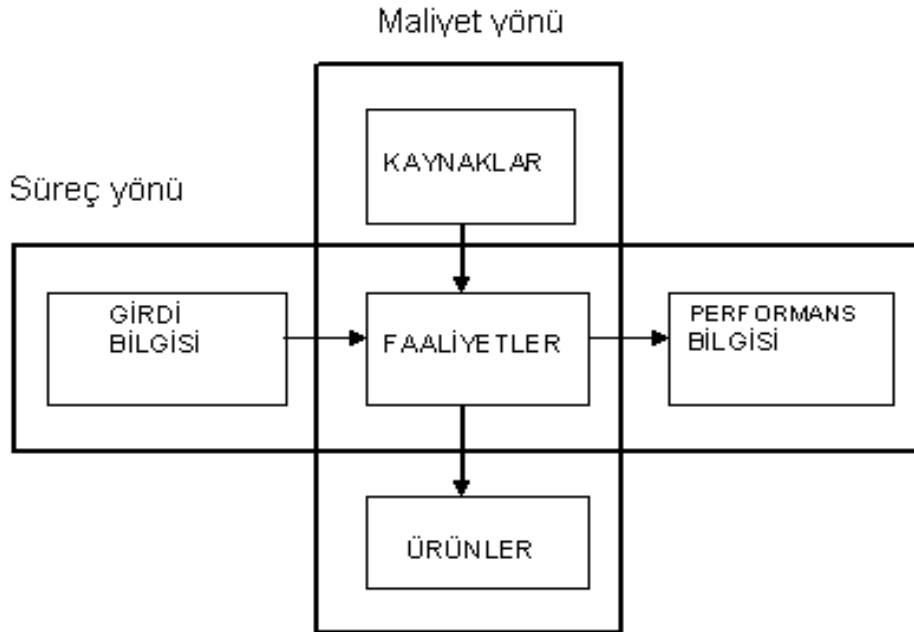 Maliyet yönü
KAYNAKLAR
Süreç yönü
GİRDİ
BİLGİSİ
FAALİYETLER
PERFORMANS
BİLGİSİ
ÜRÜNLER